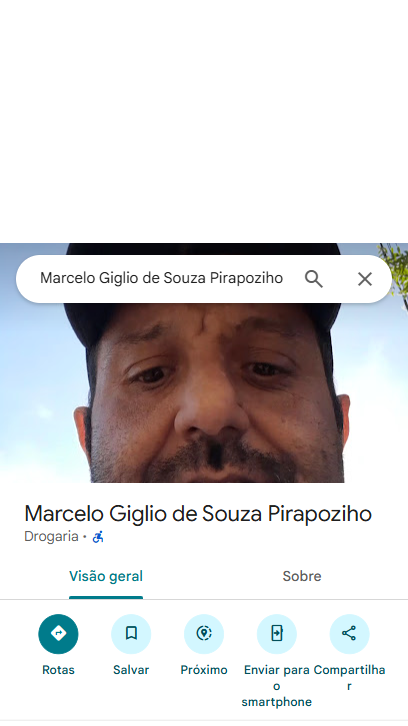 Marcelo Giglio de Souza Pirapoziho
Marcelo Giglio de Souza Pirapoziho
Drogaria ·
Visão geral Sobre
Rotas Salvar Próximo Enviar para Compartilha
o r
smartphone